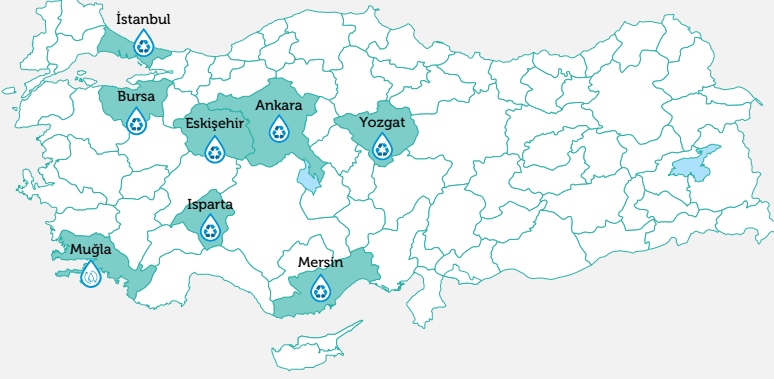 İstanbul
Bursa
Eskişehir
Ankara
Yozgat
Isparta
Muğla
Mersin